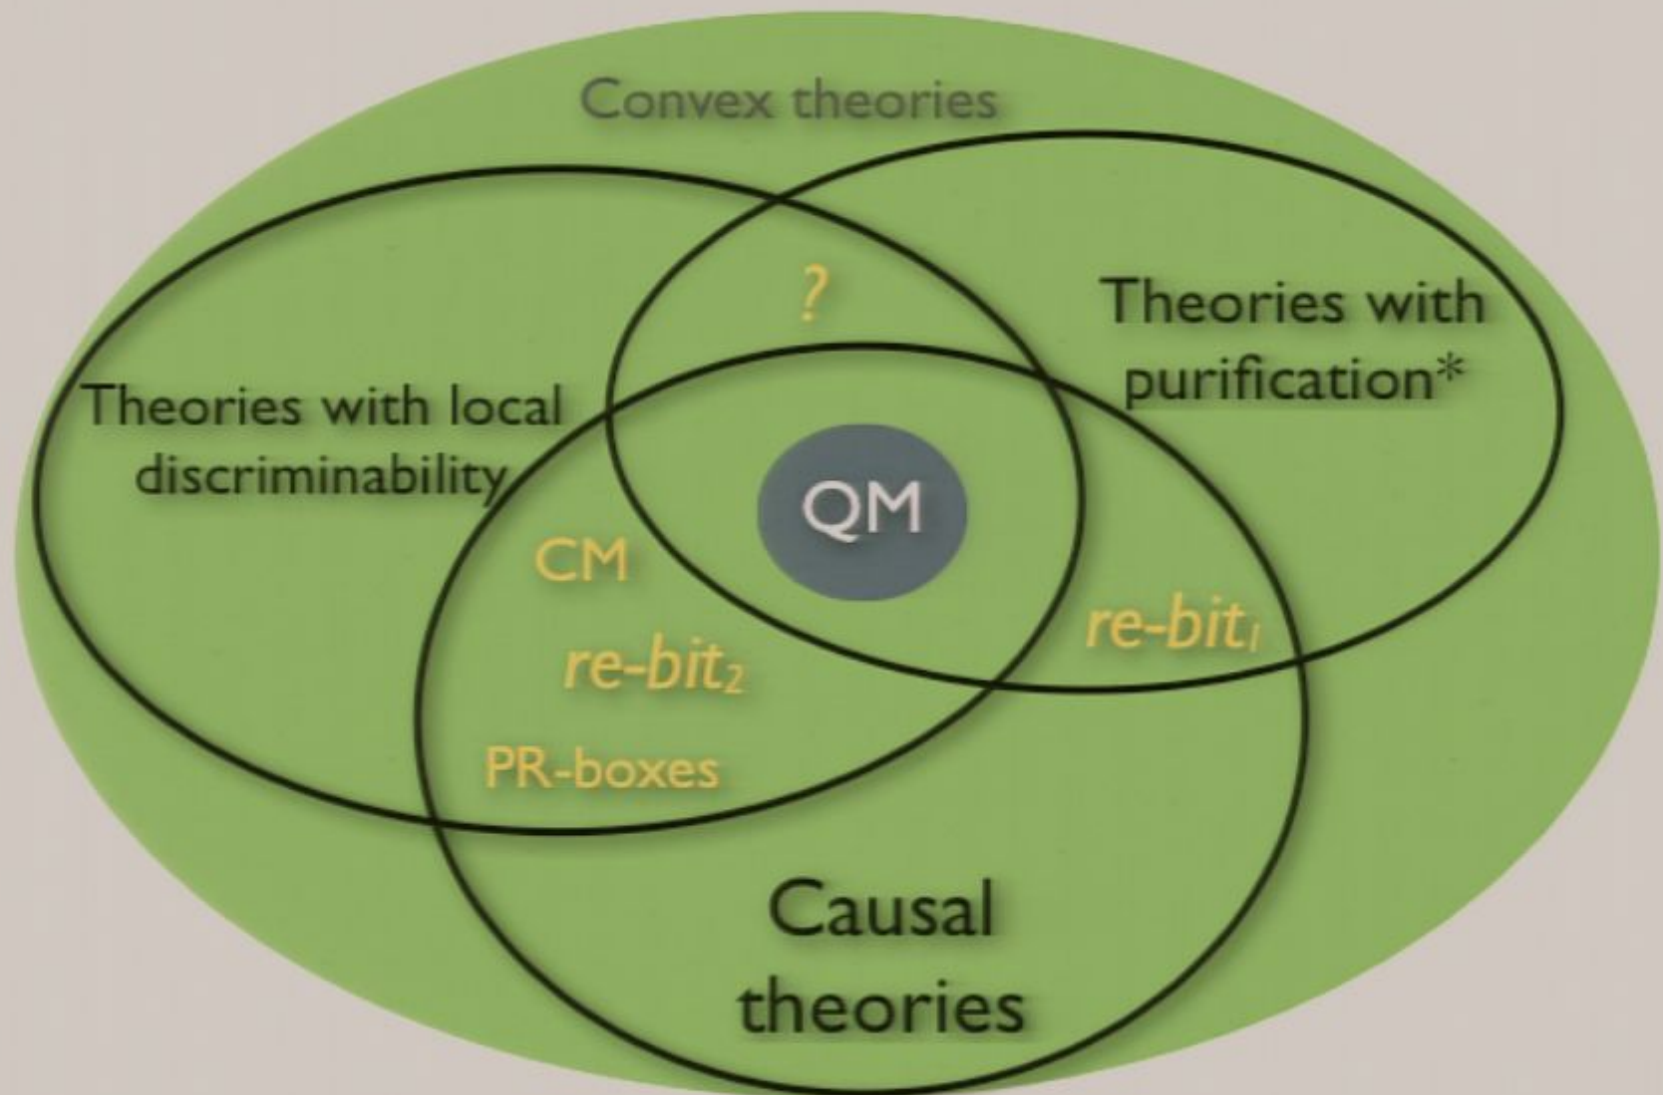 Convex theories
?
Theories with
purification*
Theories with local
discriminability
QM
CM
re-bit₁
re-bit₂
PR-boxes
Causal
theories